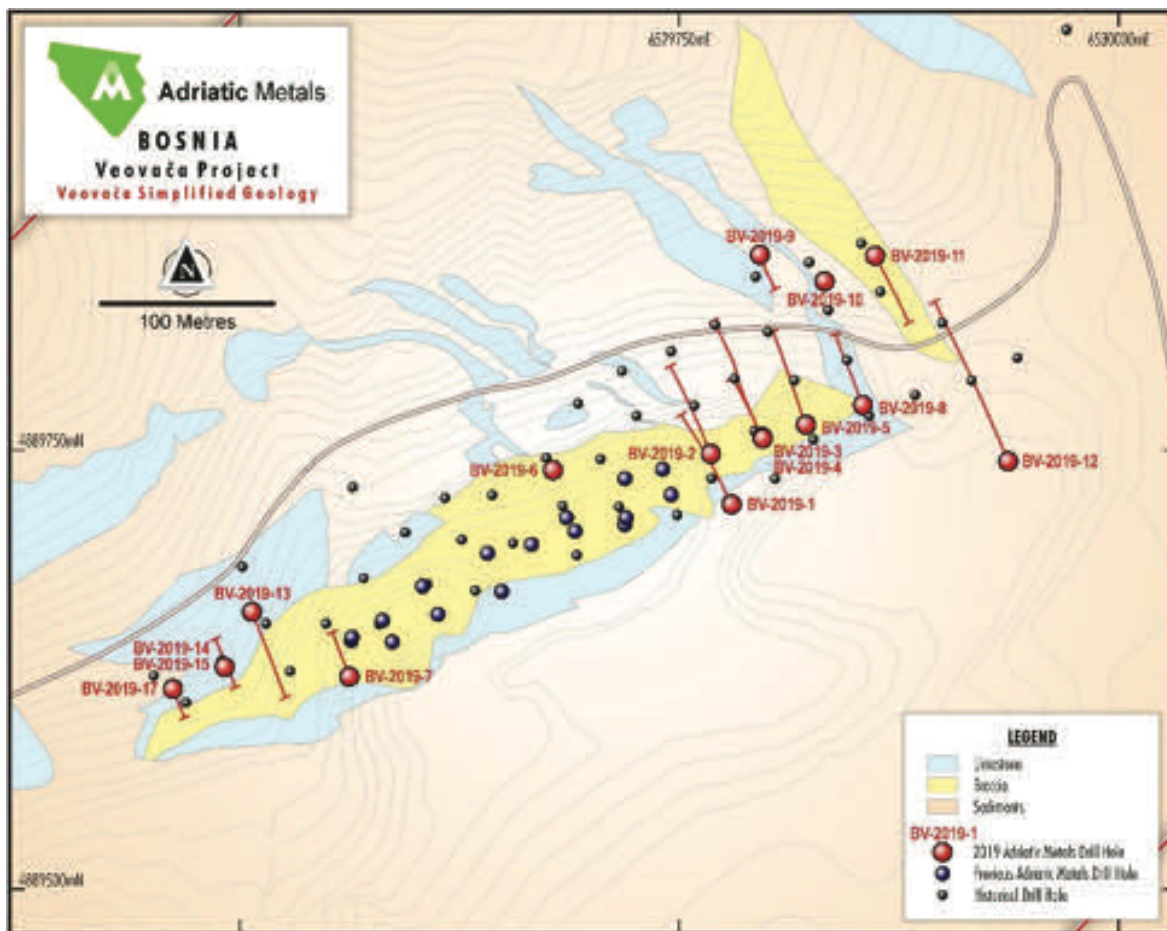 Adriatic Metals
BOSNIA
Veovača Project
Veovača Simplified Geology
N
100 Metres
6529750mE
6530000mE
4889750mN
4889500mN
BV-2019-9
BV-2019-11
BV-2019-10
BV-2019-8
BV-2019-5
BV-2019-3
BV-2019-4
BV-2019-2
BV-2019-12
BV-2019-6
BV-2019-1
BV-2019-13
BV-2019-14
BV-2019-15
BV-2019-7
BV-2019-17
LEGEND
Limestone
Breccia
Sediments
BV-2019-1
2019 Adriatic Metals Drill Hole
Previous Adriatic Metals Drill Hole
Historical Drill Hole